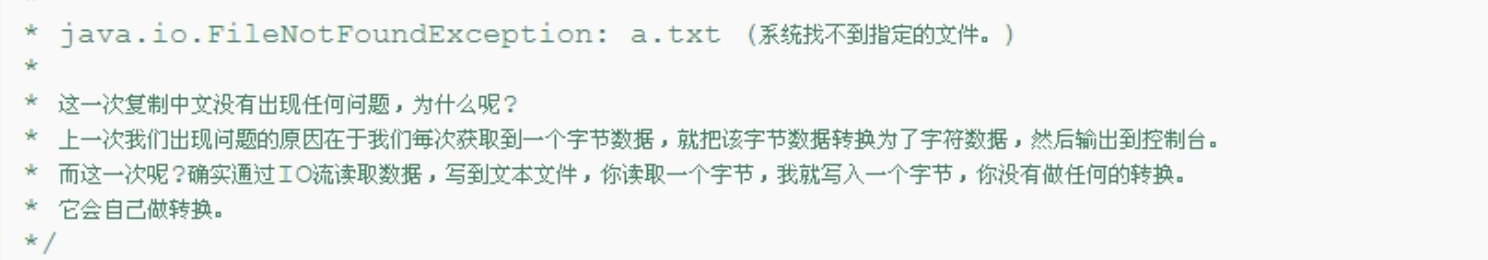 * java.io.FileNotFoundException: a.txt (系统找不到指定的文件。)
*
* 这一次复制中文没有出现任何问题，为什么呢？
* 上一次我们出现问题的原因在于我们每次获取到一个字节数据，就把该字节数据转换为了字符数据，然后输出到控制台。
* 而这一次呢？确实通过IO流读取数据，写到文本文件，你读取一个字节，我就写入一个字节，你没有做任何的转换。
* 它会自己做转换。
*/